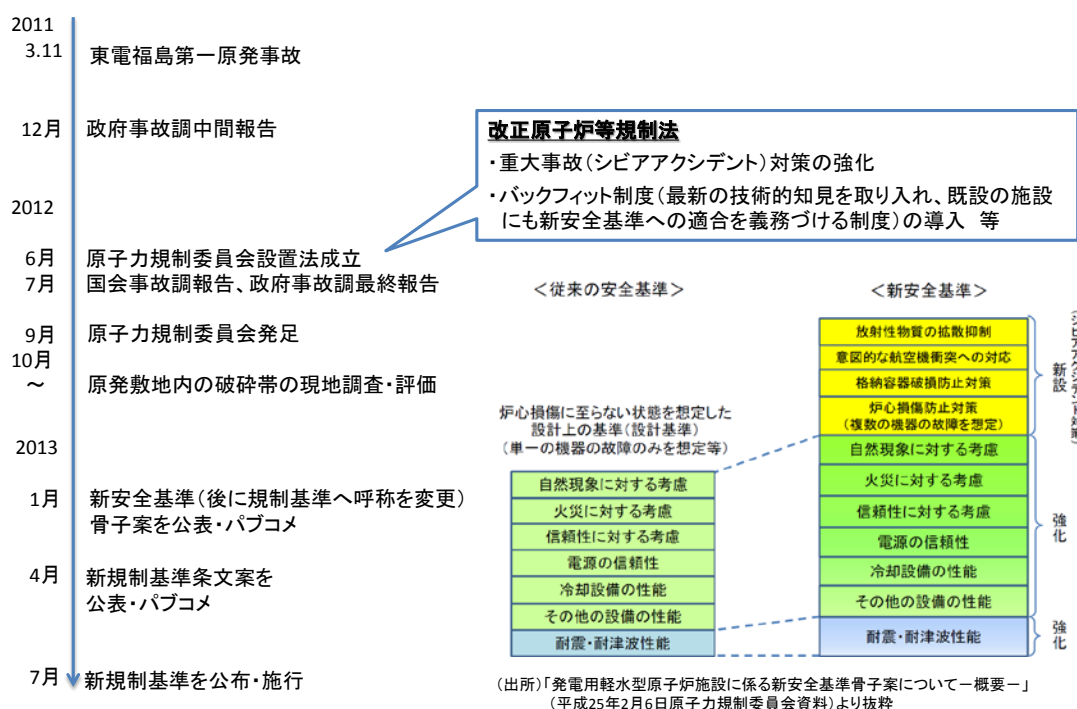 2011
3.11 東電福島第一原発事故
12月 政府事故調中間報告
改正原子炉等規制法
・重大事故(シビアアクシデント)対策の強化
・バックフィット制度(最新の技術的知見を取り入れ、既設の施設
にも新安全基準への適合を義務づける制度)の導入 等
2012
6月 原子力規制委員会設置法成立
7月 国会事故調報告、政府事故調最終報告
9月 原子力規制委員会発足
10月
～ 原発敷地内の破砕帯の現地調査・評価
2013
1月 新安全基準(後に規制基準へ呼称を変更)
骨子案を公表・パブコメ
4月 新規制基準条文案を
公表・パブコメ
7月 新規制基準を公布・施行
＜従来の安全基準＞
炉心損傷に至らない状態を想定した
設計上の基準(設計基準)
(単一の機器の故障のみを想定等)
自然現象に対する考慮
火災に対する考慮
信頼性に対する考慮
電源の信頼性
冷却設備の性能
その他の設備の性能
耐震・耐津波性能
＜新安全基準＞
放射性物質の拡散抑制
意図的な航空機衝突への対応
格納容器破損防止対策
炉心損傷防止対策
(複数の機器の故障を想定)
自然現象に対する考慮
火災に対する考慮
信頼性に対する考慮
電源の信頼性
冷却設備の性能
その他の設備の性能
耐震・耐津波性能
新設
(シビアアクシデント対策)
強化
強化
(出所)「発電用軽水型原子炉施設に係る新安全基準骨子案について－概要－」
(平成25年2月6日原子力規制委員会資料)より抜粋